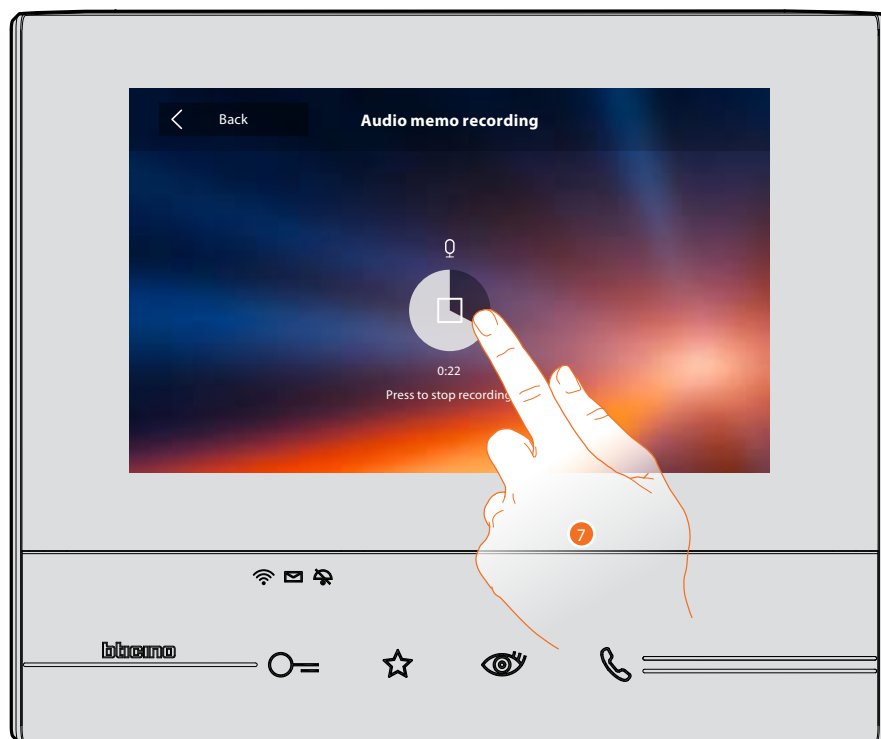 Back
Audio memo recording
0:22
Press to stop recording
7
bticino